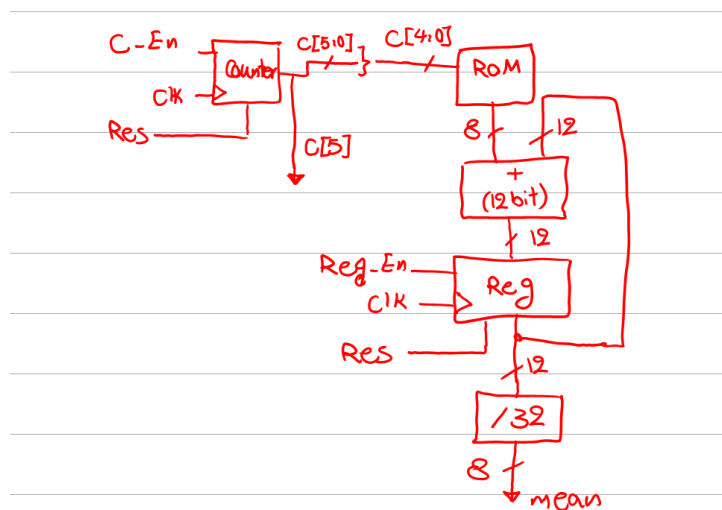 C-En
Counter
Clk
Res
C[5:0]
C[5]
C[4:0]
ROM
8
12
+
(12bit)
12
Reg-En
Reg
Clk
Res
12
/32
8
mean